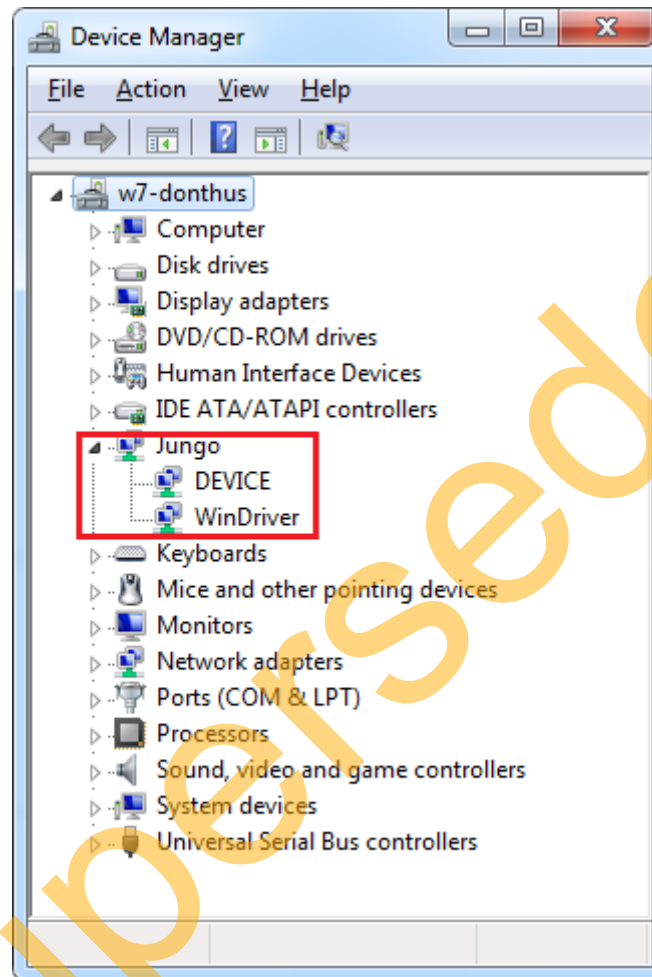 Device Manager
File Action View Help
w7-donthus
Computer
Disk drives
Display adapters
DVD/CD-ROM drives
Human Interface Devices
IDE ATA/ATAPI controllers
Jungo
DEVICE
WinDriver
Keyboards
Mice and other pointing devices
Monitors
Network adapters
Ports (COM & LPT)
Processors
Sound, video and game controllers
System devices
Universal Serial Bus controllers